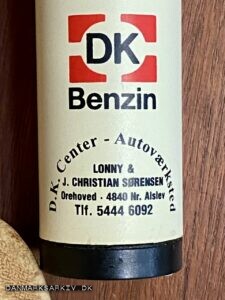 DK
Benzin
D.K. Center - Autoværksted
LONNY &
J. CHRISTIAN SØRENSEN
Orehoved - 4840 Nr. Alslev
Tlf. 5444 6092
DANMARKSARKIV.DK